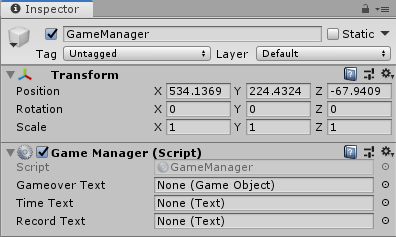 Inspector
GameManager Static
Tag Untagged Layer Default
Transform
Position X 534.1369 Y 224.4324 Z -67.9409
Rotation X 0 Y 0 Z 0
Scale X 1 Y 1 Z 1
Game Manager (Script)
Script GameManager
Gameover Text None (Game Object)
Time Text None (Text)
Record Text None (Text)